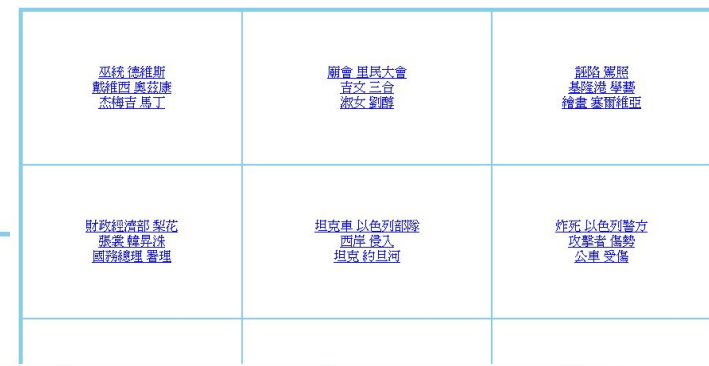 巫統 德維斯
戴維西 奧茲康
杰梅吉 馬丁
廟會 里民大會
吉文 三合
淑女 劉醇
誣陷 駕照
基隆港 學藝
繪畫 塞爾維亞
財政經濟部 梨花
張裳 韓昇洙
國務總理 署理
坦克車 以色列部隊
西岸 侵入
坦克 約旦河
炸死 以色列警方
攻擊者 傷勢
公車 受傷